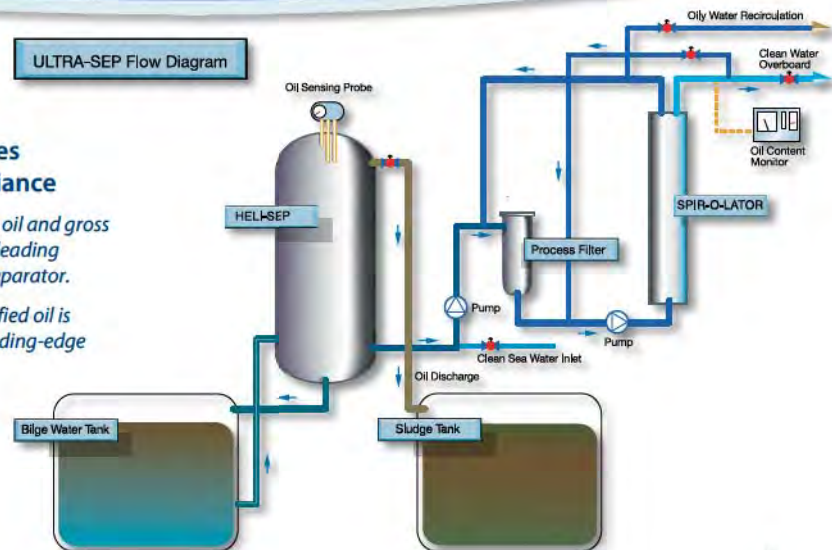 ULTRA-SEP Flow Diagram
Oily Water Recirculation
Clean Water
Overboard
Oil Sensing Probe
Oil Content
Monitor
es
iance
HELI-SEP
SPIR-O-LATOR
oil and gross
leading
parator.
Process Filter
fied oil is
ding-edge
Pump
Pump
Clean Sea Water Inlet
Oil Discharge
Bilge Water Tank
Sludge Tank